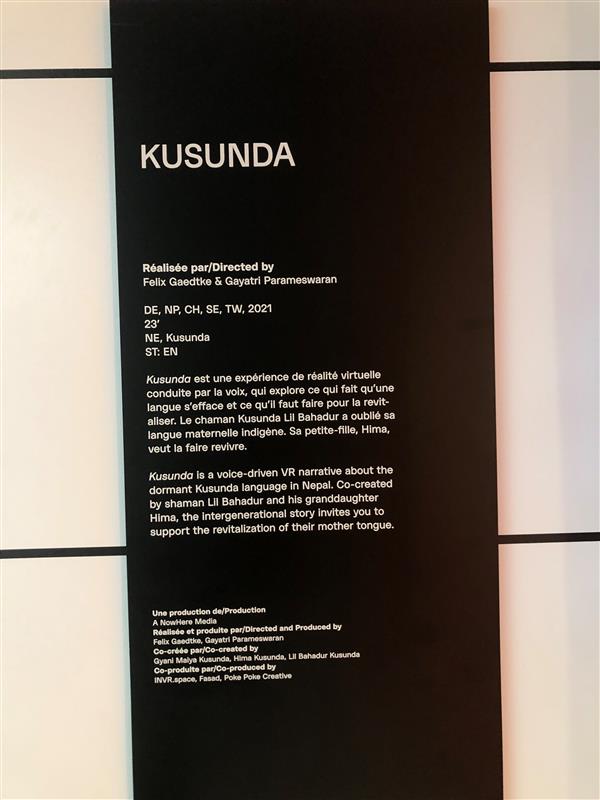 KUSUNDA
Réalisée par/Directed by
Felix Gaedtke & Gayatri Parameswaran
DE, NP, CH, SE, TW, 2021
23'
NE, Kusunda
ST: EN
Kusunda est une expérience de réalité virtuelle
conduite par la voix, qui explore ce qui fait qu'une
langue s'efface et ce qu'il faut faire pour la revit-
aliser. Le chaman Kusunda Lil Bahadur a oublié sa
langue maternelle indigène. Sa petite-fille, Hima,
veut la faire revivre.
Kusunda is a voice-driven VR narrative about the
dormant Kusunda language in Nepal. Co-created
by shaman Lil Bahadur and his granddaughter
Hima, the intergenerational story invites you to
support the revitalization of their mother tongue.
Une production de/Production
A NowHere Media
Réalisée et produite par/Directed and Produced by
Felix Gaedtke, Gayatri Parameswaran
Co-créée par/Co-created by
Gyani Maiya Kusunda, Hima Kusunda, Lil Bahadur Kusunda
Co-produite par/Co-produced by
INVR.space, Fasad, Poke Poke Creative